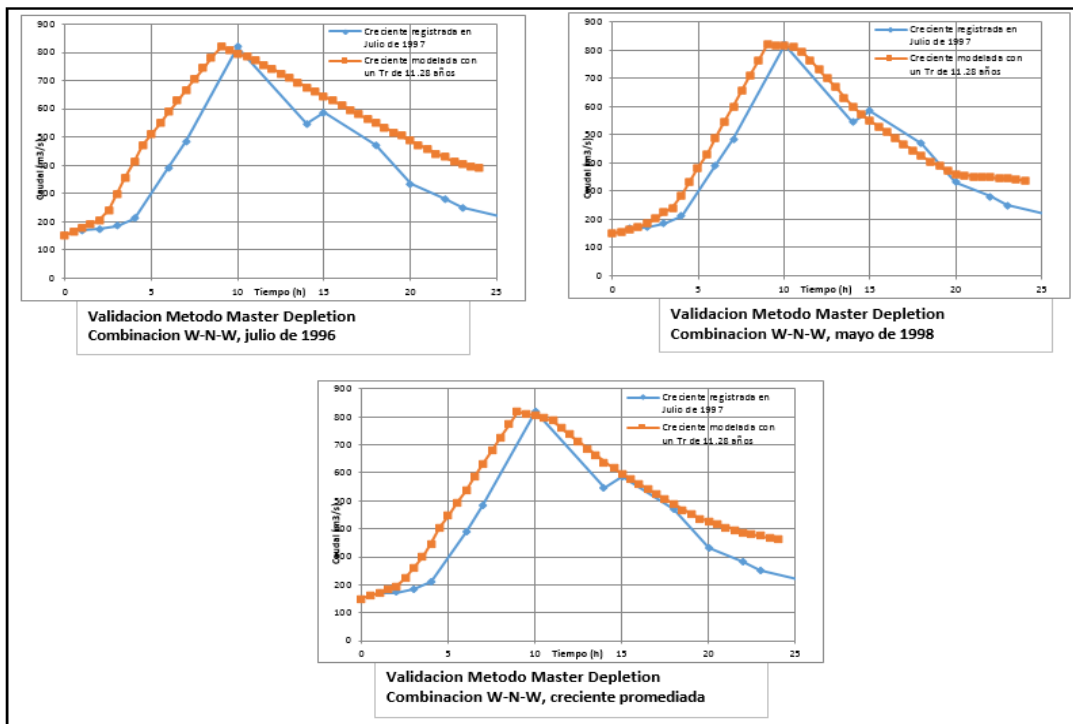 900
800
700
600
500
400
300
200
100
0
Caudal (m3/s)
0 5 10 15 20 25
Tiempo (h)
Creciente registrada en
Julio de 1997
Creciente modelada con
un Tr de 11.28 años
Validacion Metodo Master Depletion
Combinacion W-N-W, julio de 1996
900
800
700
600
500
400
300
200
100
0
Caudal (m3/s)
0 5 10 15 20 25
Tiempo (h)
Creciente registrada en
Julio de 1997
Creciente modelada con
un Tr de 11.28 años
Validacion Metodo Master Depletion
Combinacion W-N-W, mayo de 1998
900
800
700
600
500
400
300
200
100
0
Caudal (m3/s)
0 5 10 15 20 25
Tiempo (h)
Creciente registrada en
Julio de 1997
Creciente modelada con
un Tr de 11.28 años
Validacion Metodo Master Depletion
Combinacion W-N-W, creciente promediada